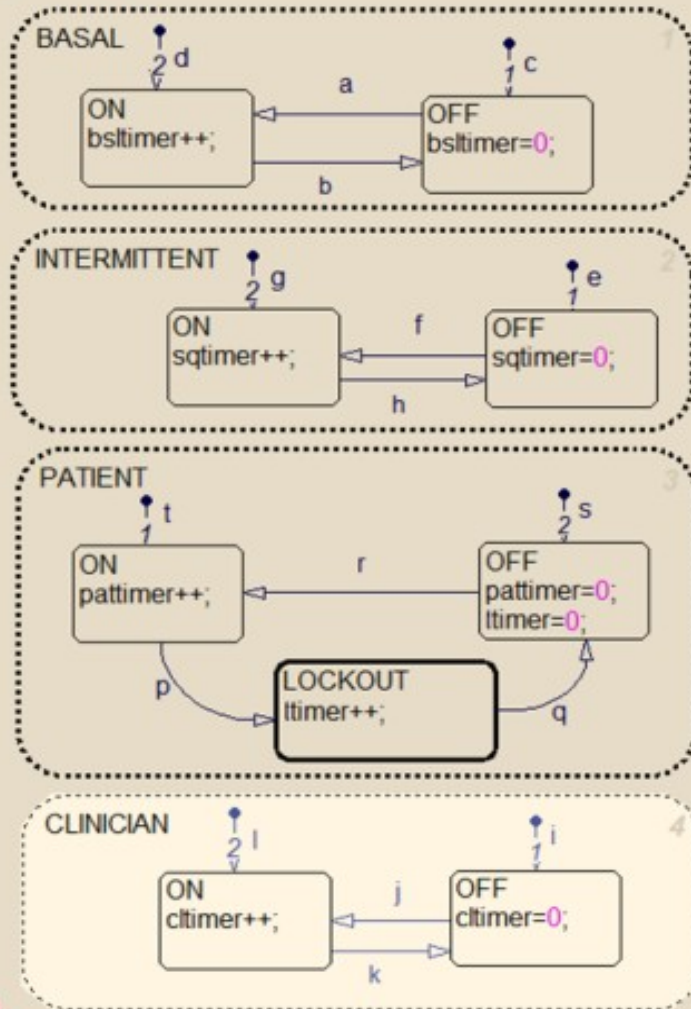 BASAL
1
2 d
1 c
ON
bsltimer++;
a
OFF
bsltimer=0;
b
INTERMITTENT
2
2 g
1 e
ON
sqtimer++;
f
OFF
sqtimer=0;
h
PATIENT
3
1 t
2 s
ON
pattimer++;
r
OFF
pattimer=0;
ltimer=0;
p
LOCKOUT
ltimer++;
q
CLINICIAN
4
2 l
1 i
ON
cltimer++;
j
OFF
cltimer=0;
k